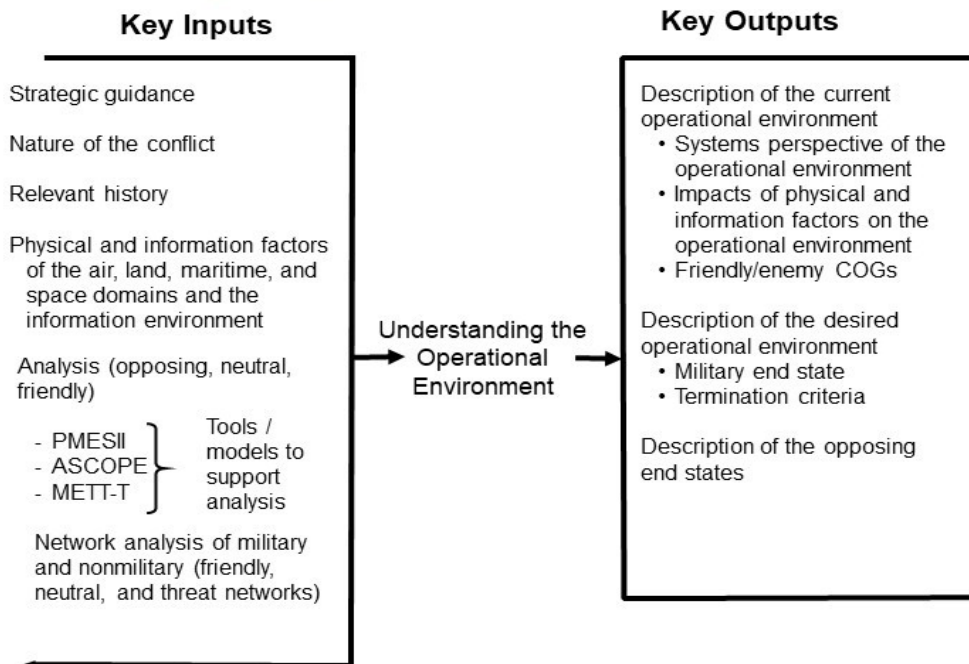 Key Inputs
Strategic guidance
Nature of the conflict
Relevant history
Physical and information factors
of the air, land, maritime, and
space domains and the
information environment
Analysis (opposing, neutral,
friendly)
- PMESII
- ASCOPE
- METT-T
Tools /
models to
support
analysis
Network analysis of military
and nonmilitary (friendly,
neutral, and threat networks)
Understanding the
Operational
Environment
Key Outputs
Description of the current
operational environment
• Systems perspective of the
operational environment
• Impacts of physical and
information factors on the
operational environment
• Friendly/enemy COGs
Description of the desired
operational environment
• Military end state
• Termination criteria
Description of the opposing
end states